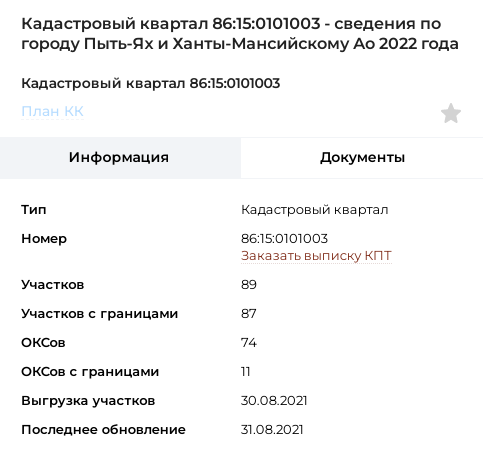 Кадастровый квартал 86:15:0101003 - сведения по
городу Пыть-Ях и Ханты-Мансийскому Ао 2022 года
Кадастровый квартал 86:15:0101003
План КК
Информация Документы
Тип Кадастровый квартал
Номер 86:15:0101003
Заказать выписку КПТ
Участков 89
Участков с границами 87
ОКСов 74
ОКСов с границами 11
Выгрузка участков 30.08.2021
Последнее обновление 31.08.2021